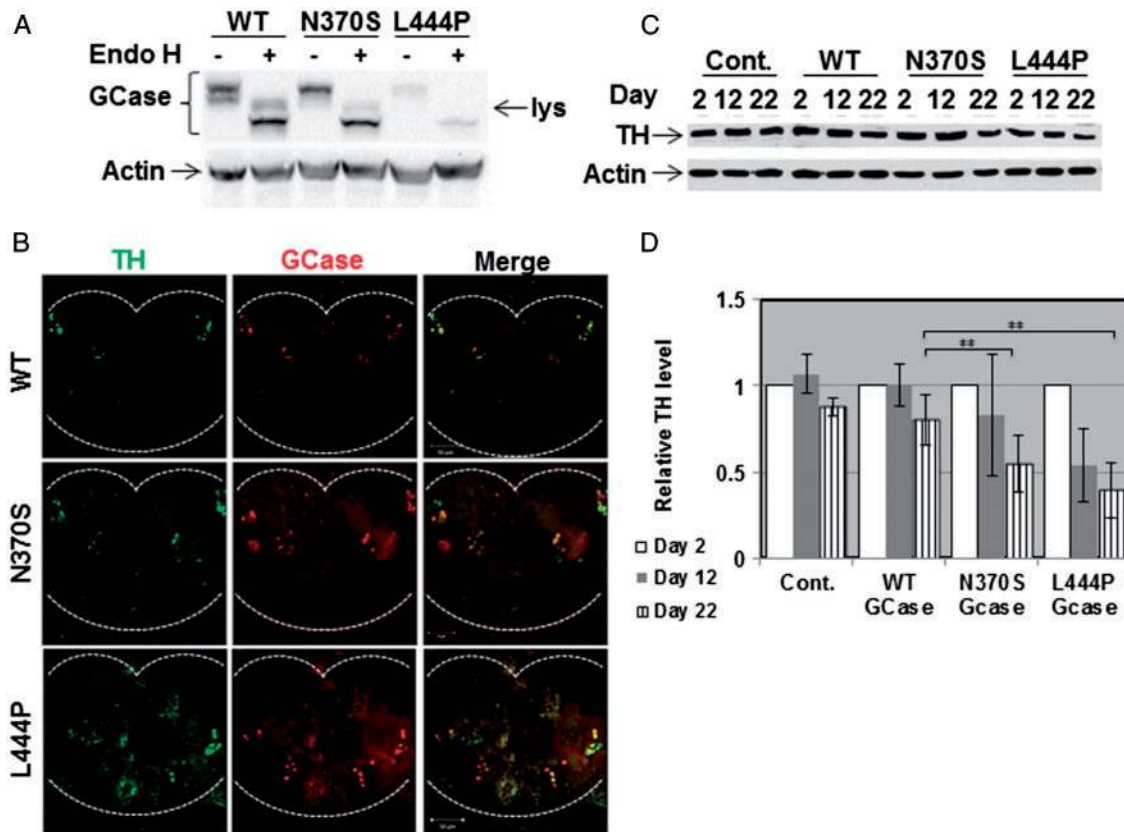 A
WT N370S L444P
Endo H - + - + - +
GCase
lys
Actin
B
TH GCase Merge
WT
N370S
L444P
C
Cont. WT N370S L444P
Day 2 12 22 2 12 22 2 12 22 2 12 22
TH
Actin
D
1.5
1
0.5
0
Relative TH level
** **
Day 2
Day 12
Day 22
Cont. WT N370S L444P
GCase Gcase Gcase